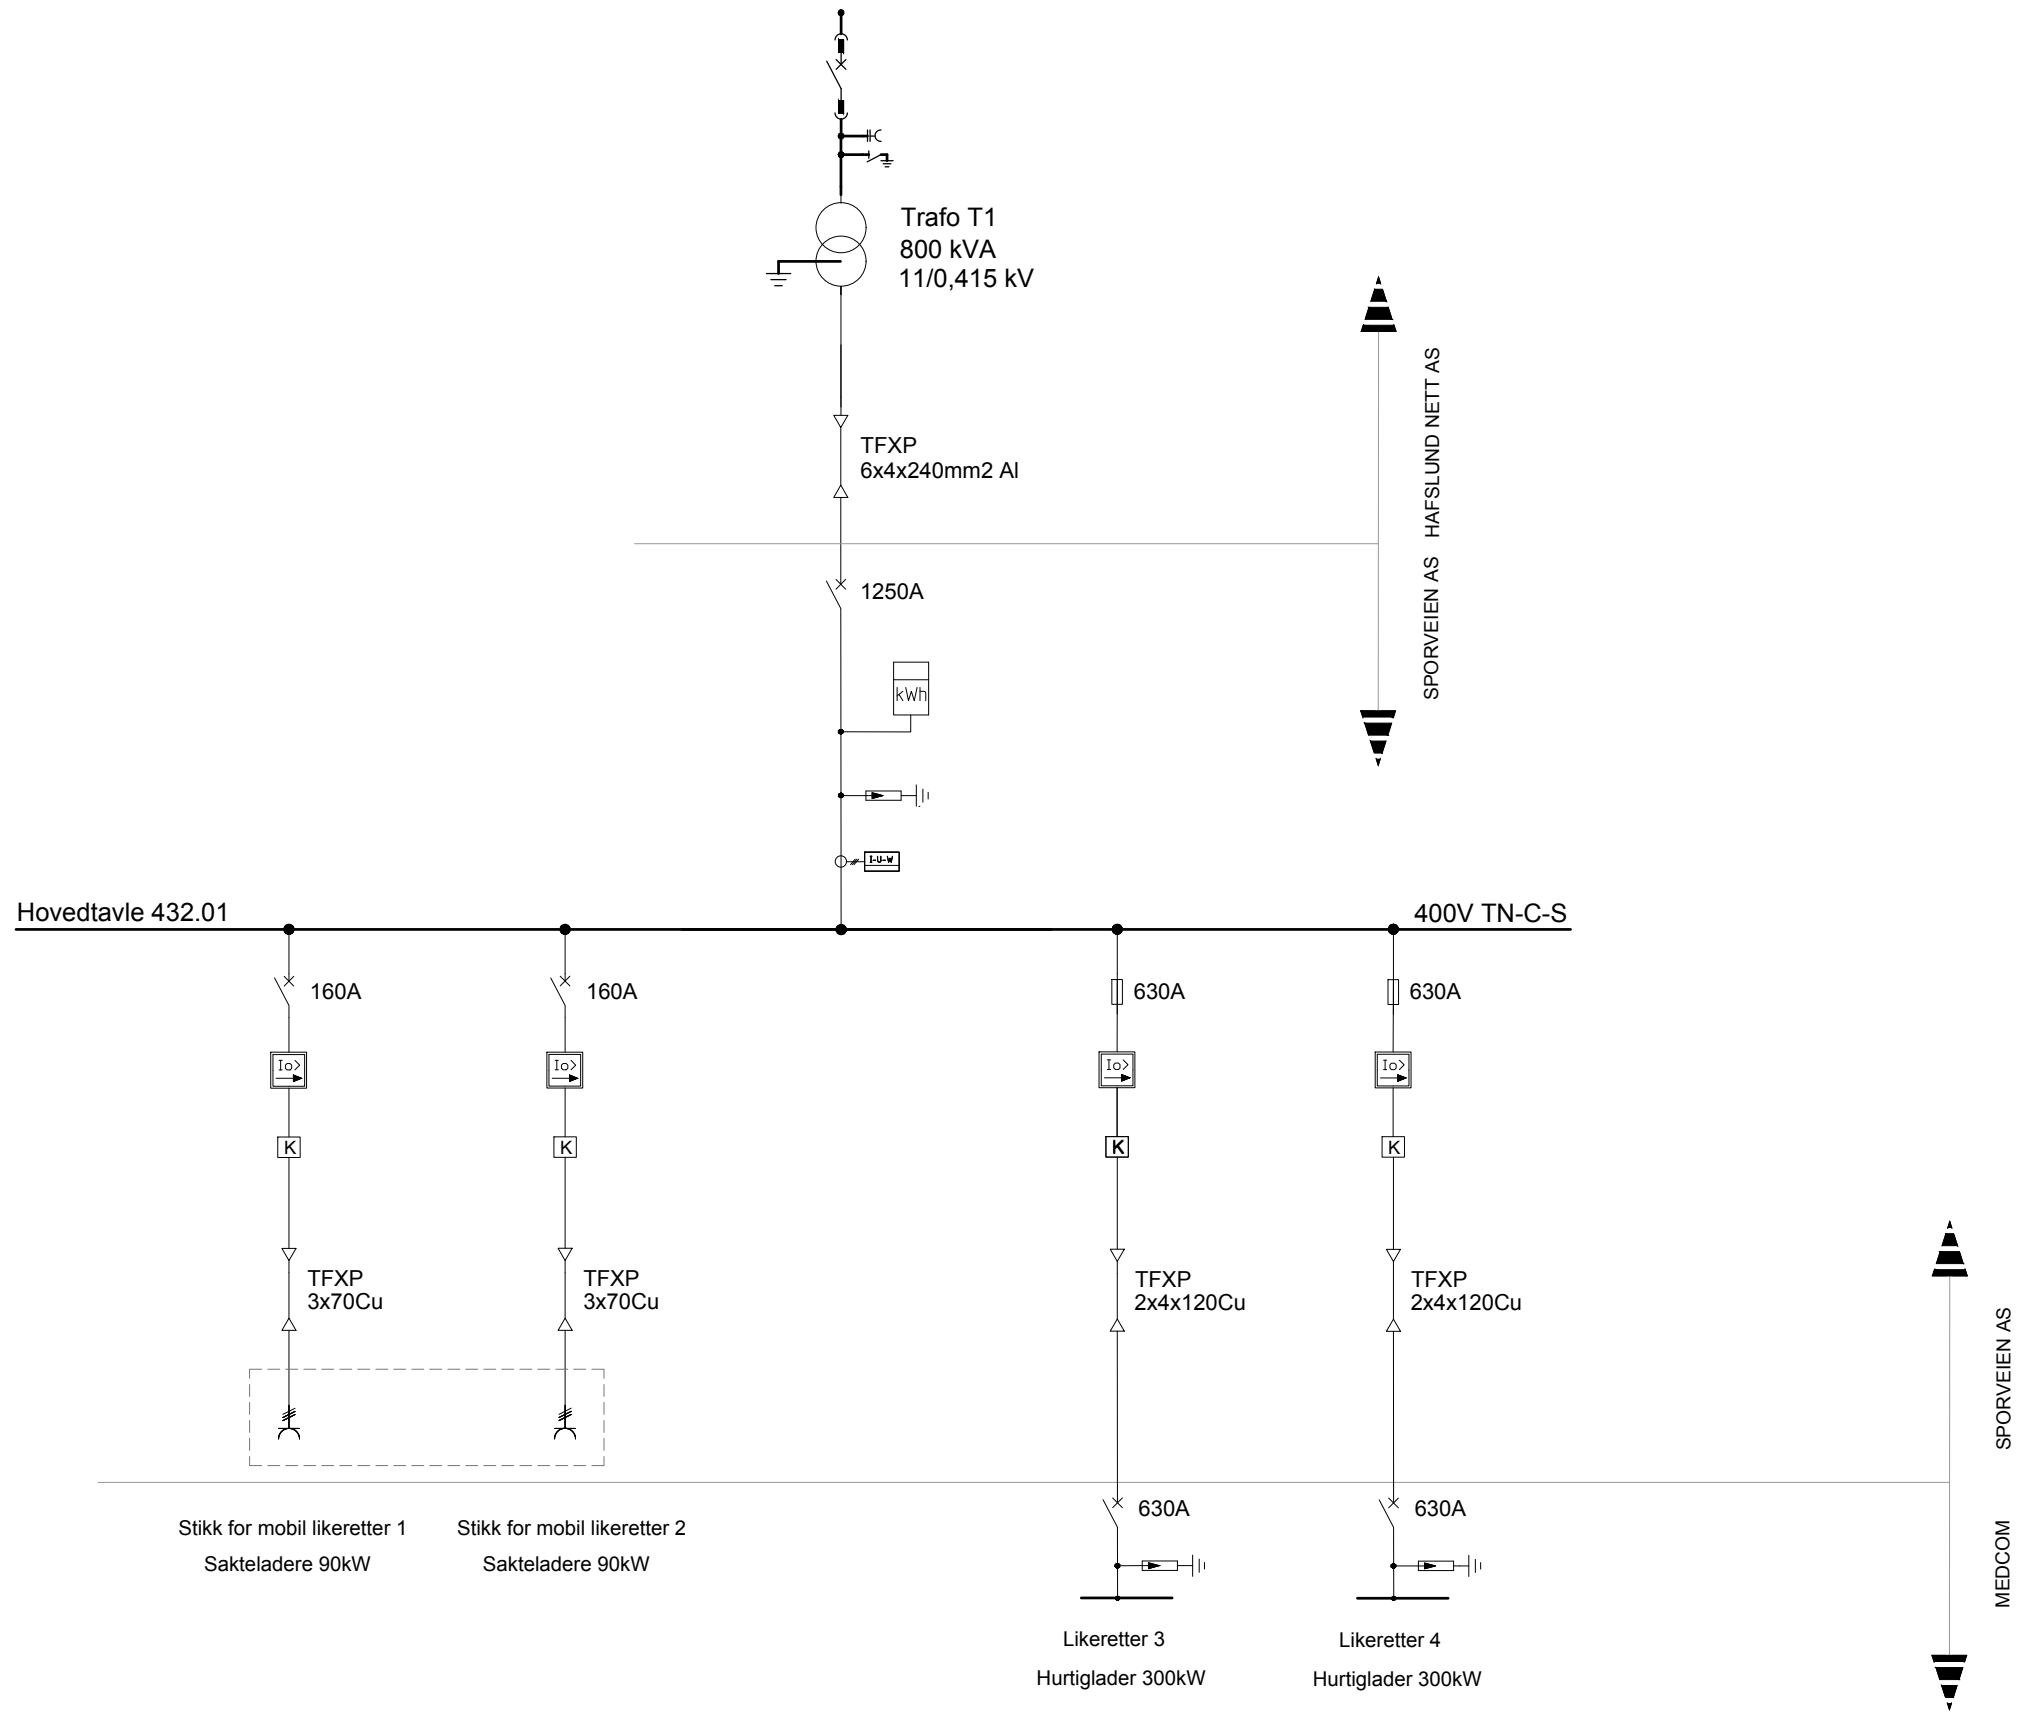 Trafo T1
800 kVA
11/0,415 kV
TFXP
6x4x240mm2 Al
HAFSLUND NETT AS
SPORVEIEN AS
1250A
kWh
I-U-W
Hovedtavle 432.01
400V TN-C-S
160A
160A
630A
630A
Io>
Io>
Io>
Io>
K
K
K
K
TFXP
3x70Cu
TFXP
3x70Cu
TFXP
2x4x120Cu
TFXP
2x4x120Cu
SPORVEIEN AS
MEDCOM
630A
630A
Stikk for mobil likeretter 1
Sakteladere 90kW
Stikk for mobil likeretter 2
Sakteladere 90kW
Likeretter 3
Hurtiglader 300kW
Likeretter 4
Hurtiglader 300kW